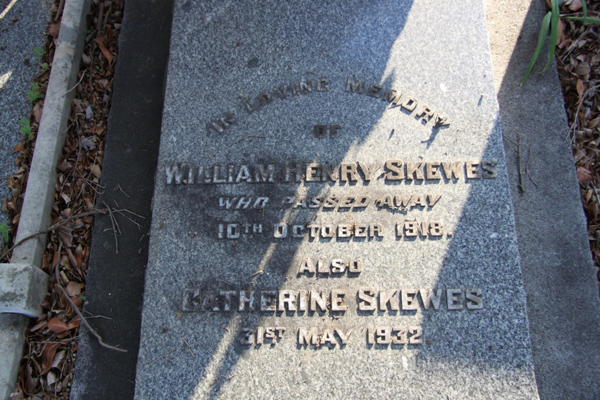 IN LOVING MEMORY
OF
WILLIAM HENRY SKEWES
WHO PASSED AWAY
10TH OCTOBER 1918.
ALSO
CATHERINE SKEWES
31ST MAY 1932.